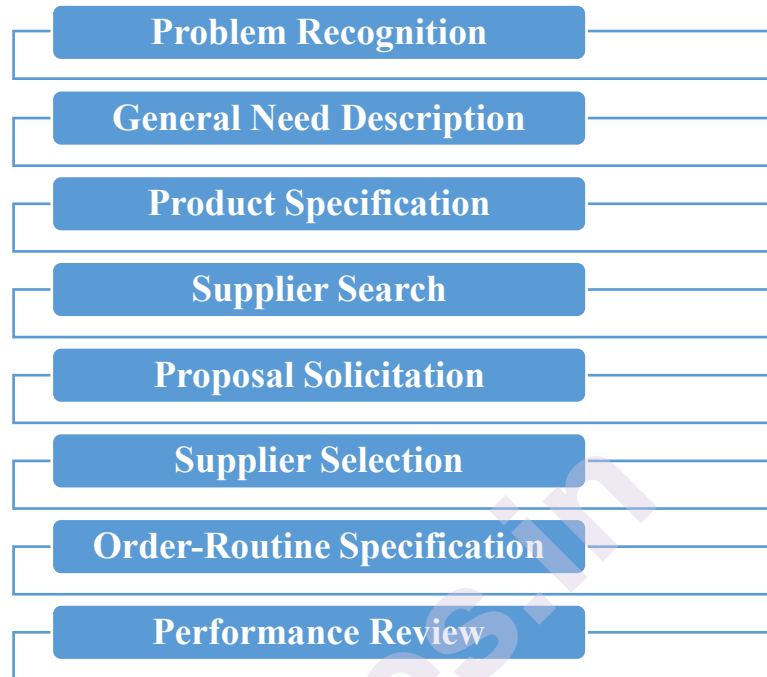 Problem Recognition
General Need Description
Product Specification
Supplier Search
Proposal Solicitation
Supplier Selection
Order-Routine Specification
Performance Review